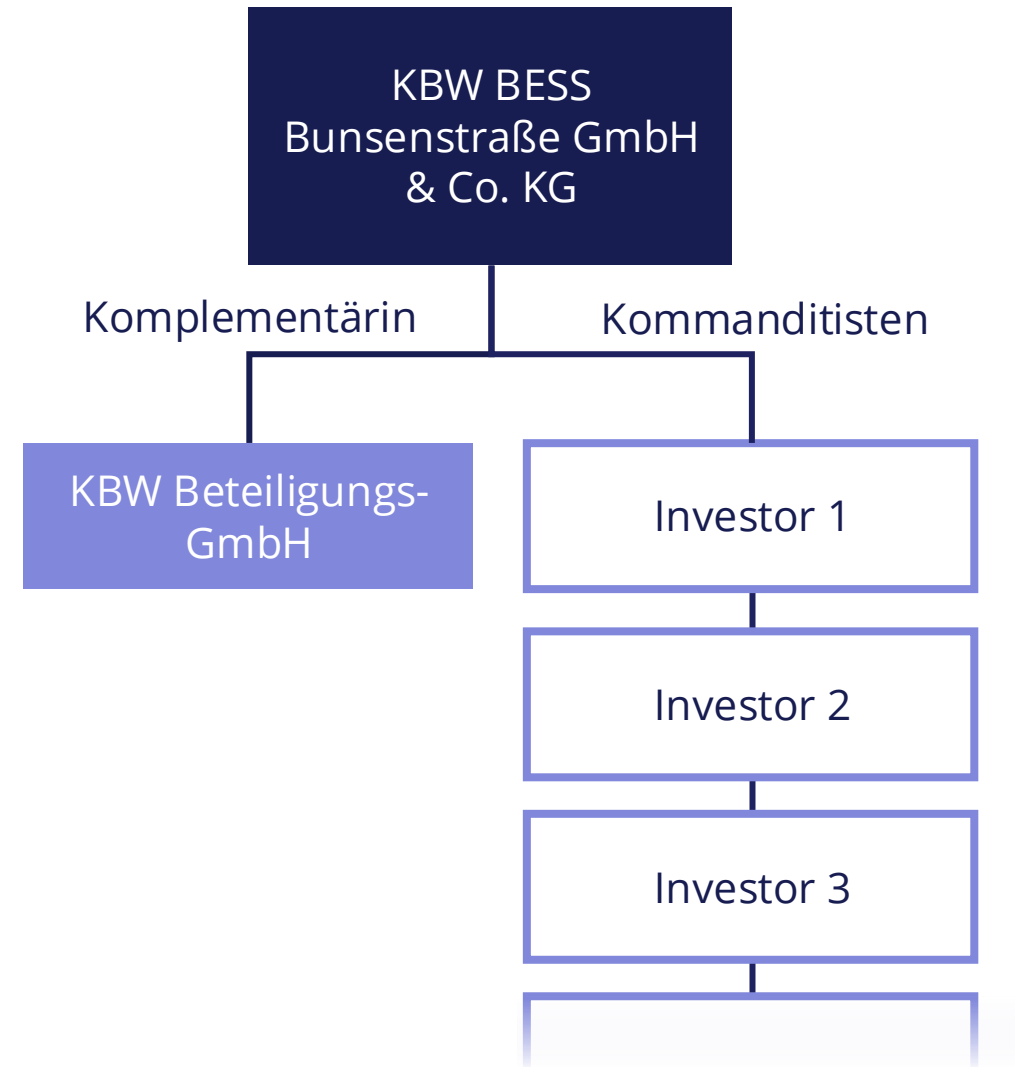 KBW BESS
Bunsenstraße GmbH
& Co. KG
Komplementärin
Kommanditisten
KBW Beteiligungs-
GmbH
Investor 1
Investor 2
Investor 3